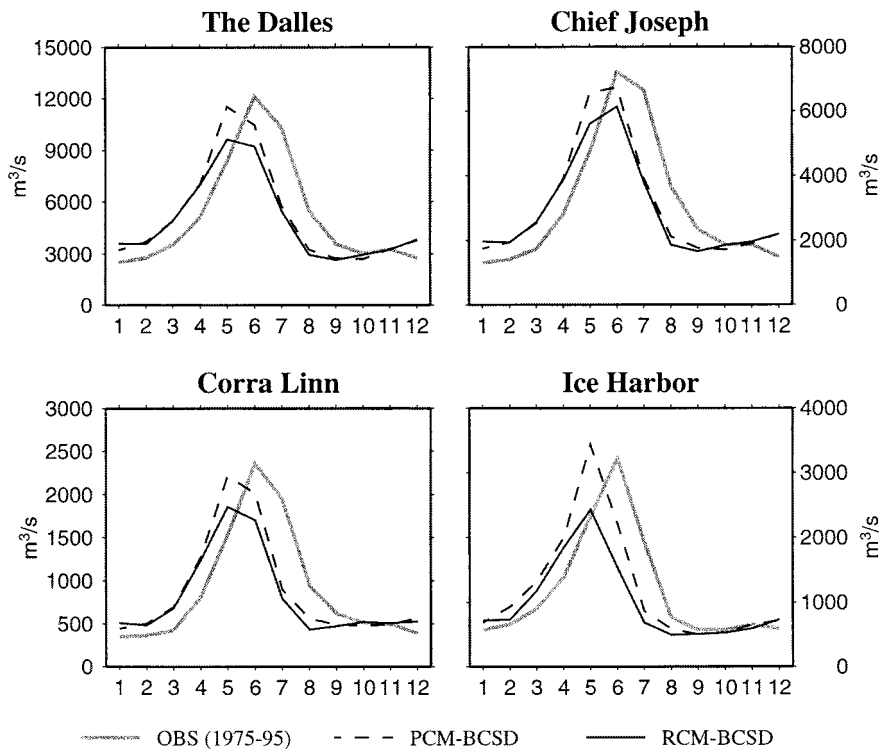 The Dalles
Chief Joseph
15000
12000
9000
6000
3000
0
m³/s
1 2 3 4 5 6 7 8 9 10 11 12
8000
6000
4000
2000
0
m³/s
1 2 3 4 5 6 7 8 9 10 11 12
Corra Linn
Ice Harbor
3000
2500
2000
1500
1000
500
0
m³/s
1 2 3 4 5 6 7 8 9 10 11 12
4000
3000
2000
1000
0
m³/s
1 2 3 4 5 6 7 8 9 10 11 12
OBS (1975-95)
PCM-BCSD
RCM-BCSD